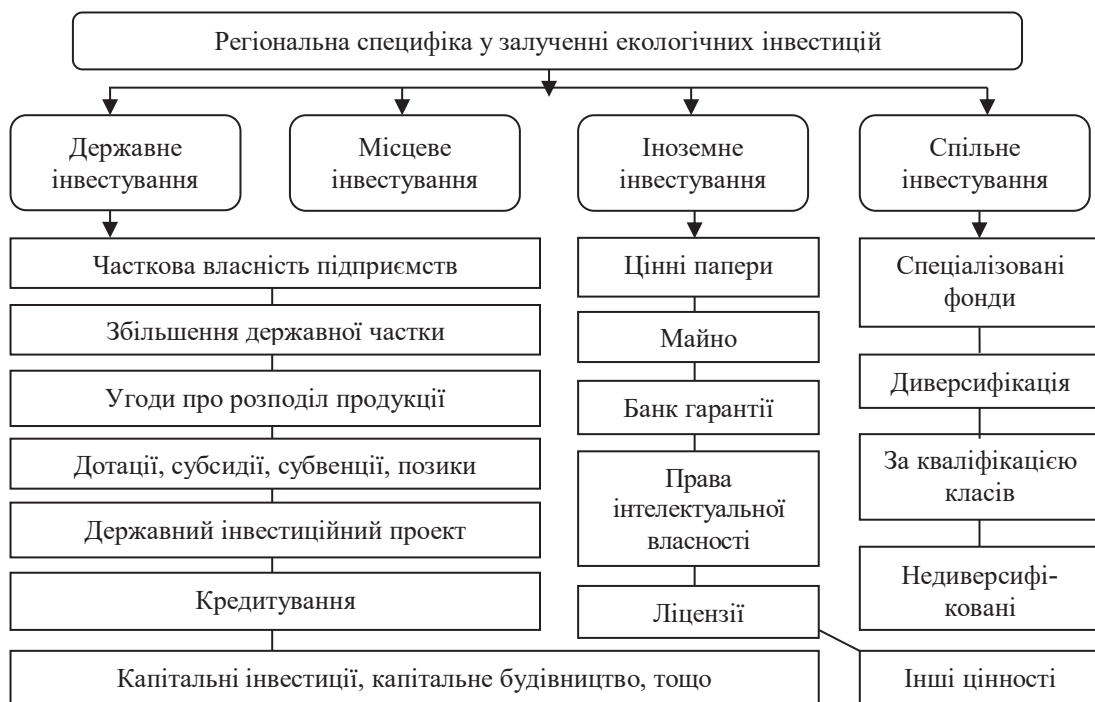 Регіональна специфіка у залученні екологічних інвестицій
Державне
інвестування
Місцеве
інвестування
Іноземне
інвестування
Спільне
інвестування
Часткова власність підприємств
Збільшення державної частки
Угоди про розподіл продукції
Дотації, субсидії, субвенції, позики
Державний інвестиційний проект
Кредитування
Капітальні інвестиції, капітальне будівництво, тощо
Цінні папери
Майно
Банк гарантії
Права
інтелектуальної
власності
Ліцензії
Спеціалізовані
фонди
Диверсифікація
За кваліфікацією
класів
Недиверсифі-
ковані
Інші цінності